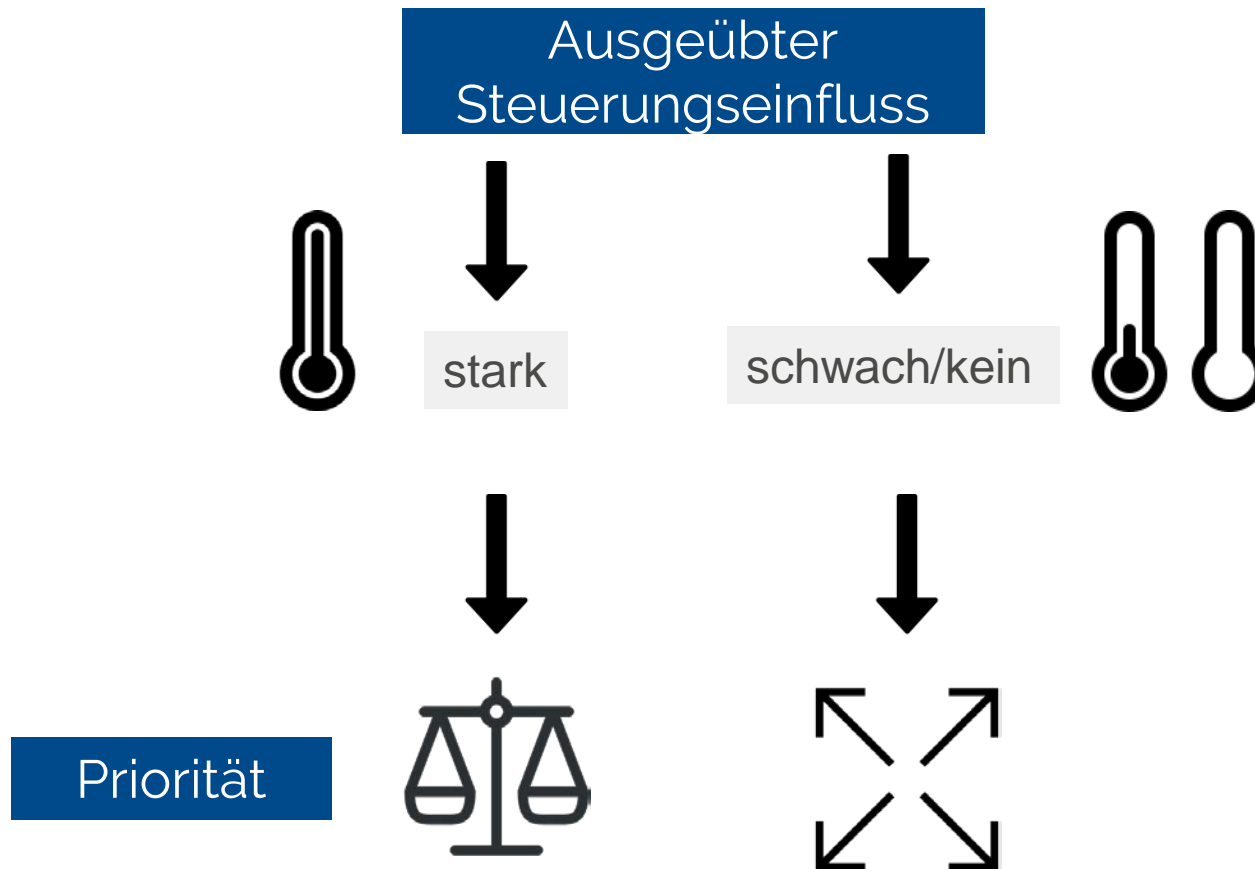 Ausgeübter
Steuerungseinfluss
stark
schwach/kein
Priorität